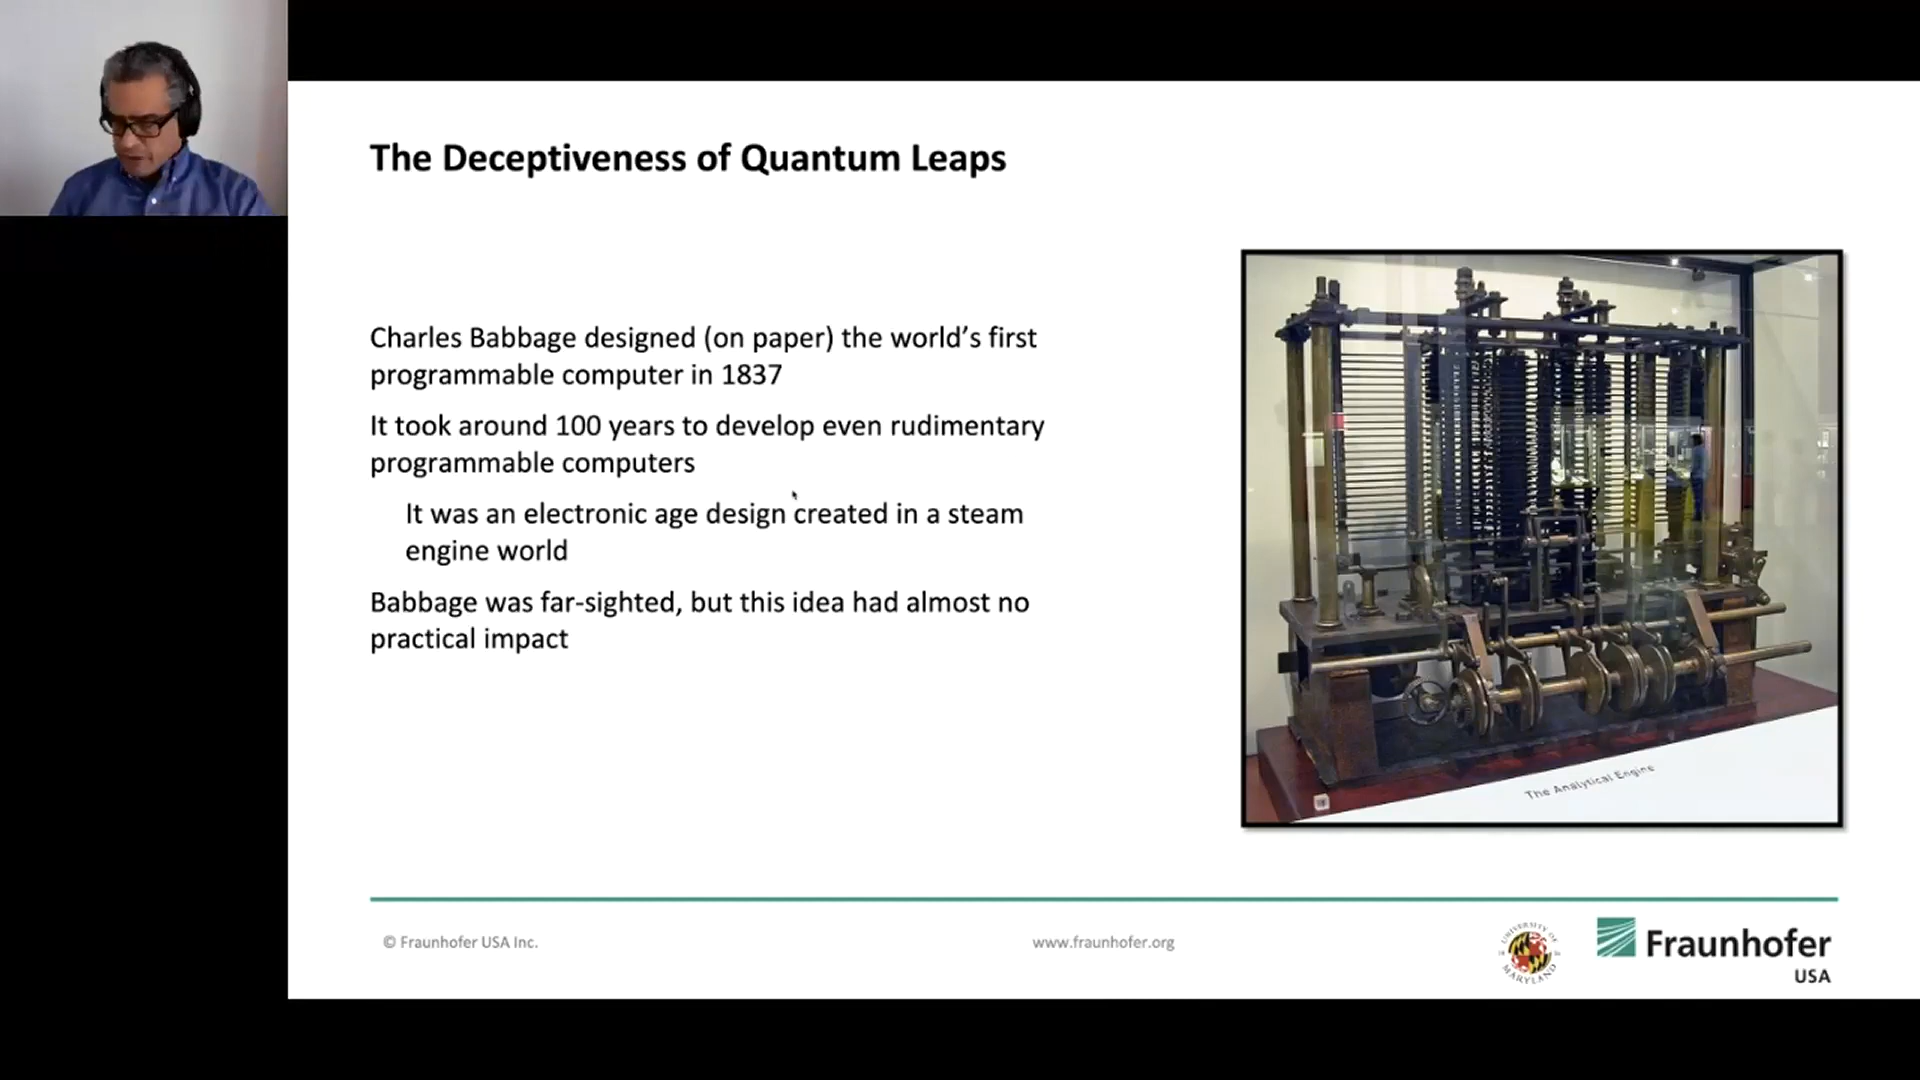 The Deceptiveness of Quantum Leaps
Charles Babbage designed (on paper) the world’s first
programmable computer in 1837
It took around 100 years to develop even rudimentary
programmable computers
It was an electronic age design created in a steam
engine world
Babbage was far-sighted, but this idea had almost no
practical impact
The Analytical Engine
© Fraunhofer USA Inc.
www.fraunhofer.org
UNIVERSITY OF
MARYLAND
Fraunhofer
USA